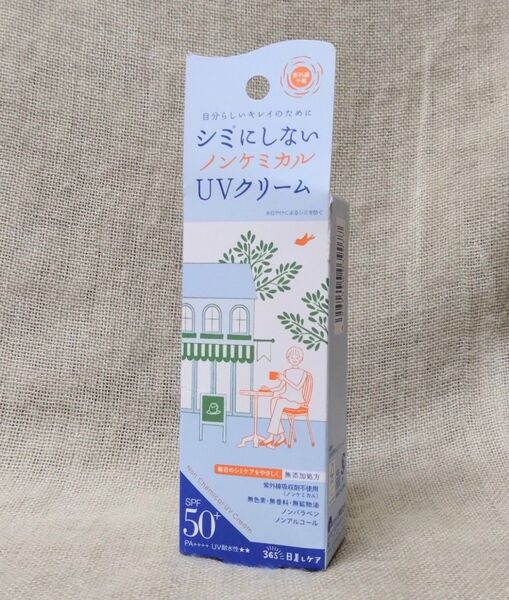 紫外線
予報
自分らしいキレイのために
シミにしない
ノンケミカル
UVクリーム
※日やけによるシミを防ぐ
毎日のシミケアをやさしく
無添加処方
紫外線吸収剤不使用
(ノンケミカル)
無色素・無香料・無鉱物油
ノンパラベン
ノンアルコール
Non Chemical UV Cream
SPF
50+
PA++++ UV耐水性★★
365日
ケア